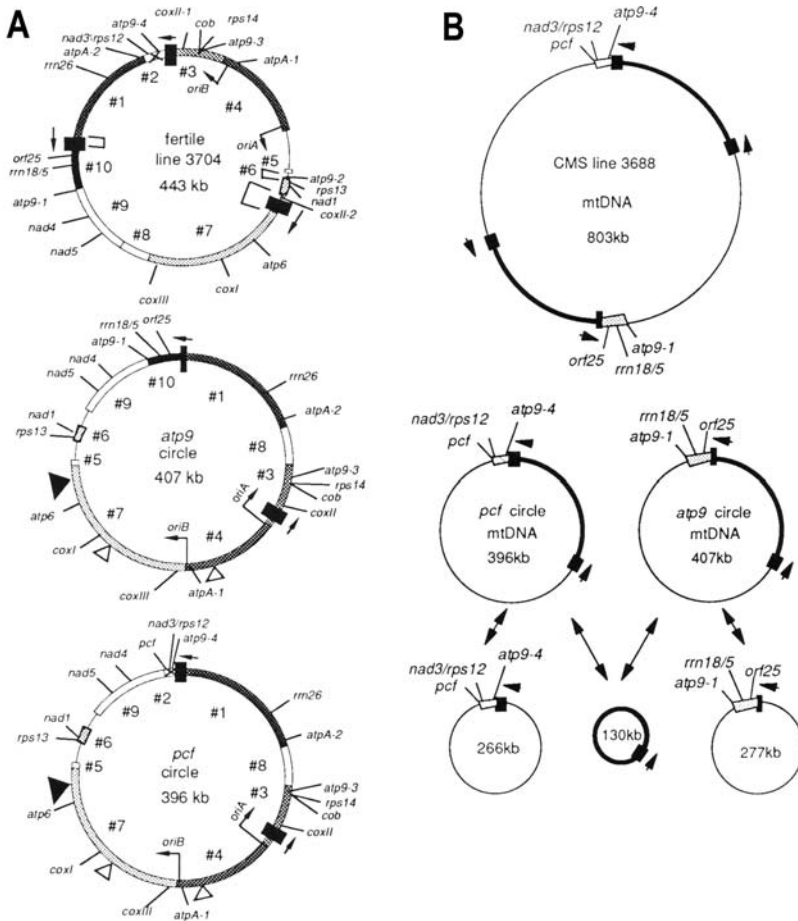 A
coxII-1
atp9-4
cob
rps14
nad3\rps12
atp9-3
atpA-2
atpA-1
rrn26
#2
#3
oriB
#1
#4
fertile
line 3704
443 kb
oriA
orf25
#10
#6
#5
rrn18/5
atp9-2
rps13
atp9-1
nad1
#9
coxII-2
nad4
#8
#7
nad5
atp6
coxIII
coxI
orf25
rrn18/5
atp9-1
nad4
nad5
#10
#1
rrn26
#9
atpA-2
nad1
rps13
#6
atp9
circle
407 kb
#8
#5
#3
atp9-3
rps14
cob
oriA
coxII
atp6
#7
oriB
#4
coxI
coxIII
atpA-1
nad3/rps12
pcf
atp9-4
nad4
nad5
#2
#9
#1
rrn26
nad1
rps13
#6
atpA-2
pcf
circle
396 kb
#8
#5
#3
atp9-3
rps14
cob
oriA
coxII
atp6
#7
oriB
#4
coxI
coxIII
atpA-1
B
atp9-4
nad3/rps12
pcf
CMS line 3688
mtDNA
803kb
orf25
atp9-1
rrn18/5
nad3/rps12
atp9-4
pcf
rrn18/5
orf25
atp9-1
pcf circle
mtDNA
396kb
atp9 circle
mtDNA
407kb
nad3/rps12
atp9-4
pcf
rrn18/5
orf25
atp9-1
266kb
130kb
277kb